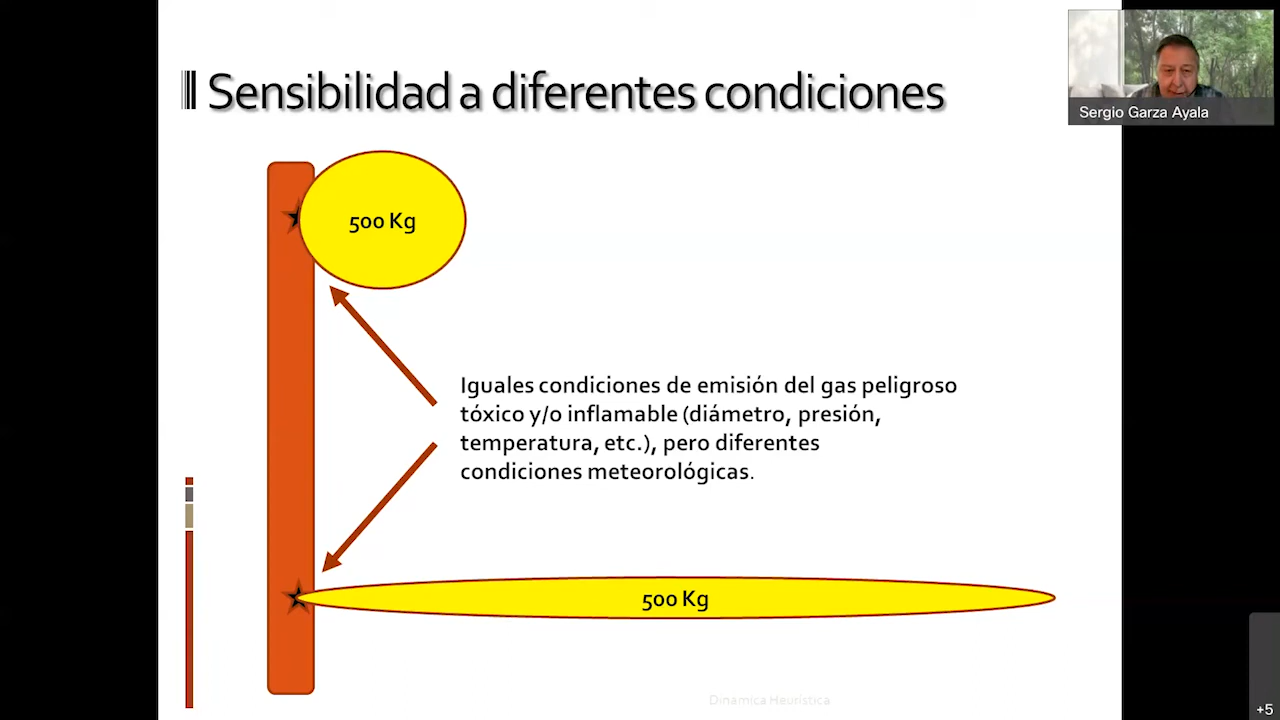 Sensibilidad a diferentes condiciones
Sergio Garza Ayala
500 Kg
Iguales condiciones de emisión del gas peligroso
tóxico y/o inflamable (diámetro, presión,
temperatura, etc.), pero diferentes
condiciones meteorológicas.
500 Kg
Dinamica Heurística
+5